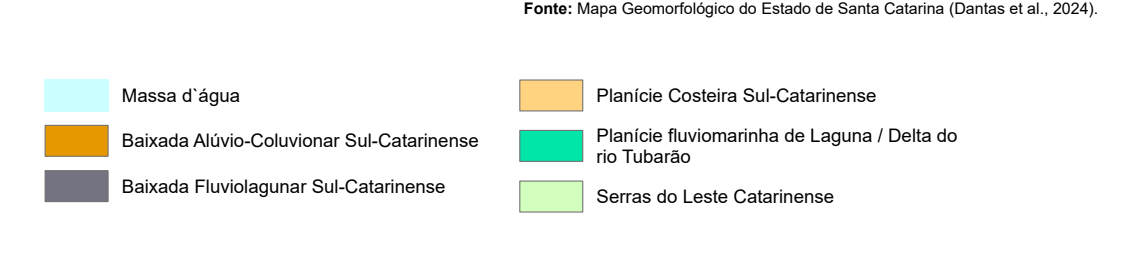 Fonte: Mapa Geomorfológico do Estado de Santa Catarina (Dantas et al., 2024).
Massa d`água
Baixada Alúvio-Coluvionar Sul-Catarinense
Baixada Fluviolagunar Sul-Catarinense
Planície Costeira Sul-Catarinense
Planície fluviomarinha de Laguna / Delta do
rio Tubarão
Serras do Leste Catarinense